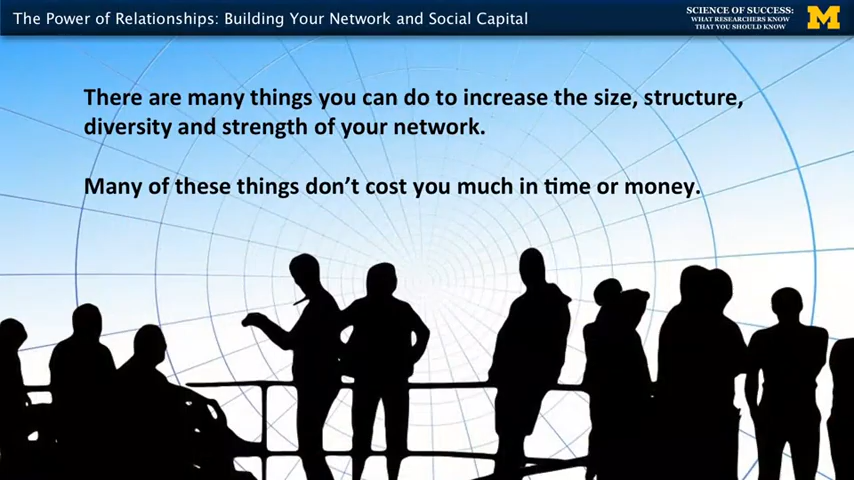 The Power of Relationships: Building Your Network and Social Capital
SCIENCE OF SUCCESS:
WHAT RESEARCHERS KNOW
THAT YOU SHOULD KNOW
M
There are many things you can do to increase the size, structure,
diversity and strength of your network.
Many of these things don’t cost you much in time or money.